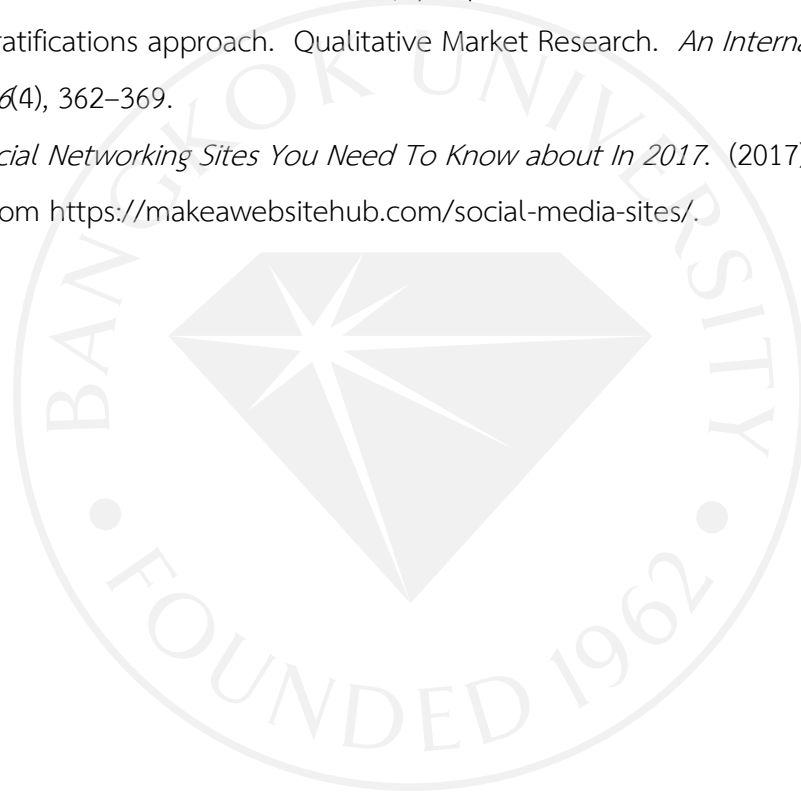 ratifications approach. Qualitative Market Research. An Interna
6(4), 362–369.
cial Networking Sites You Need To Know about In 2017. (2017)
om https://makeawebsitehub.com/social-media-sites/.
BANGKOK UNIVERSITY
• FOUNDED 1962 •